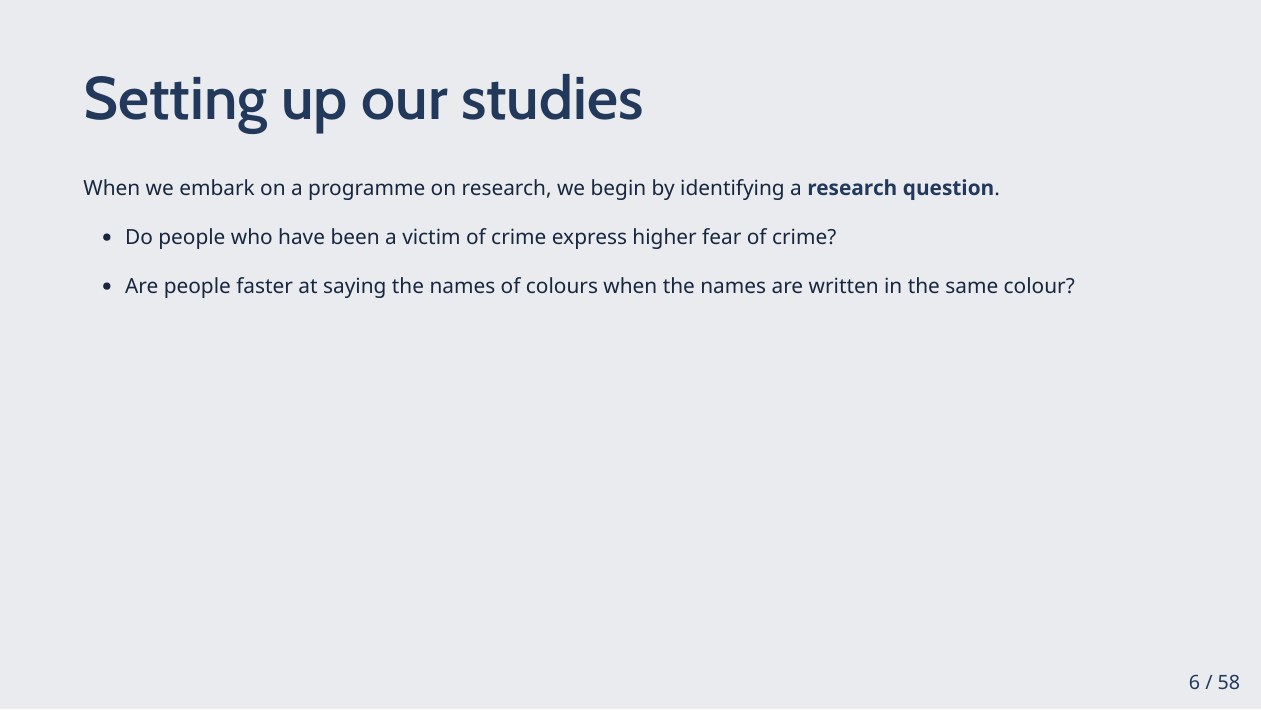 Setting up our studies
When we embark on a programme on research, we begin by identifying a research question.
• Do people who have been a victim of crime express higher fear of crime?
• Are people faster at saying the names of colours when the names are written in the same colour?
6 / 58